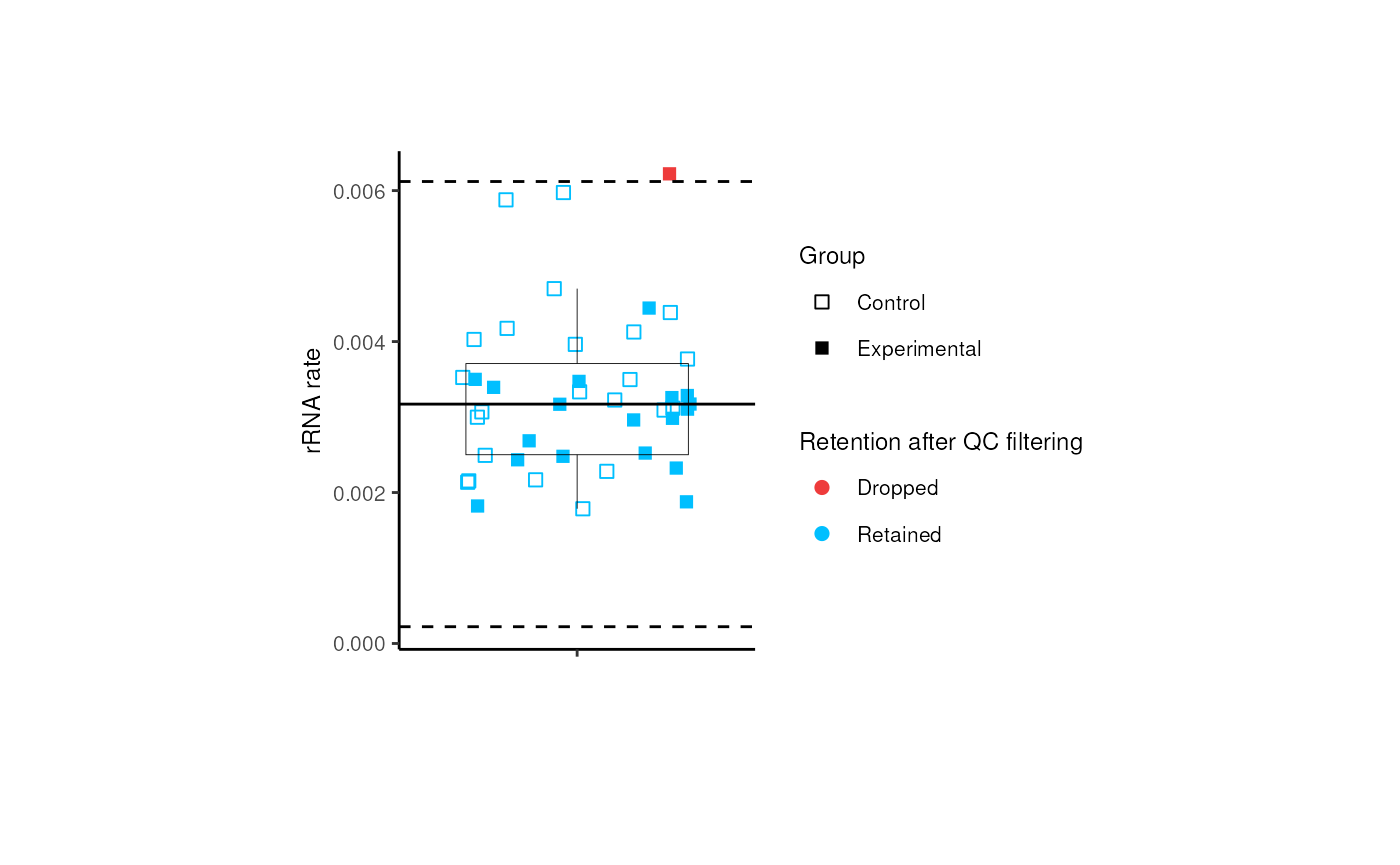 rRNA rate
0.006
0.004
0.002
0.000
Group
Control
Experimental
Retention after QC filtering
Dropped
Retained